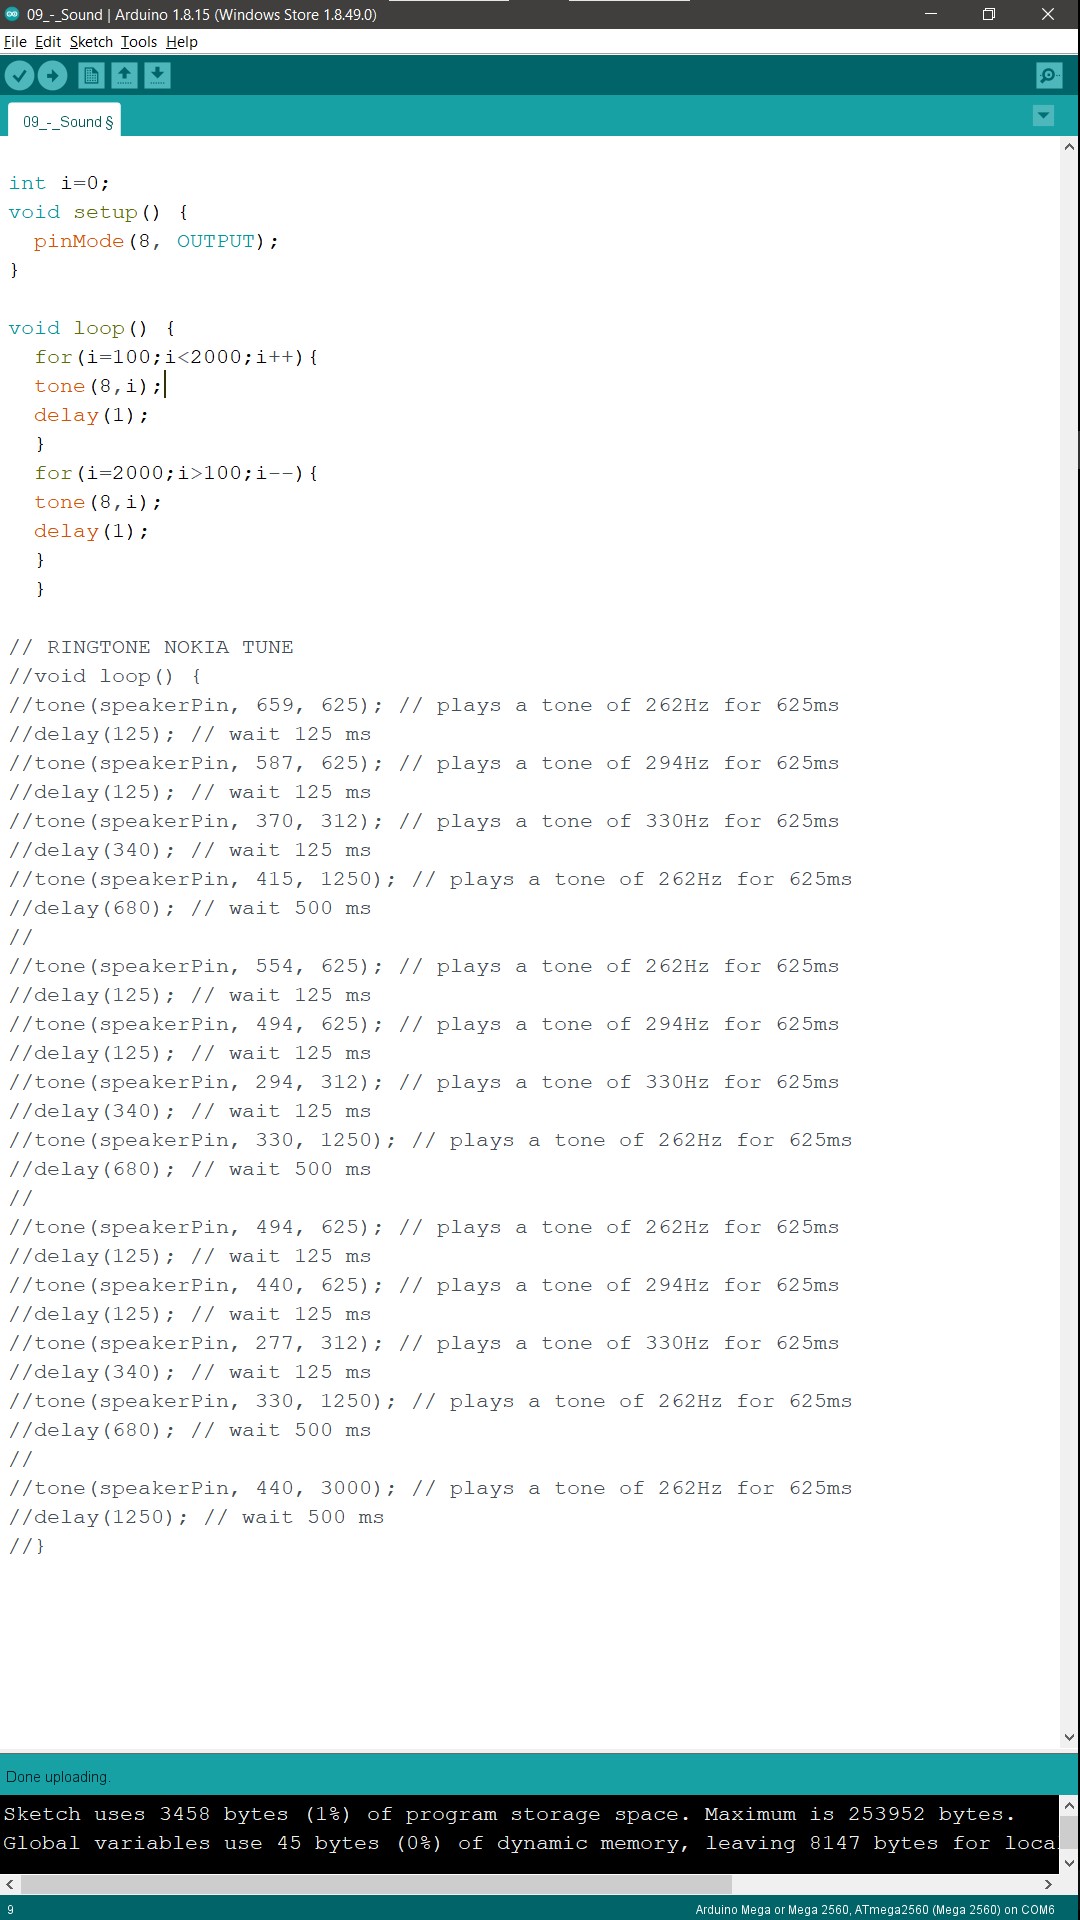 09_-_Sound | Arduino 1.8.15 (Windows Store 1.8.49.0)
File Edit Sketch Tools Help
09_-_Sound §
int i=0;
void setup() {
  pinMode(8, OUTPUT);
}
void loop() {
  for(i=100;i<2000;i++){
  tone(8,i);
  delay(1);
  }
  for(i=2000;i>100;i--){
  tone(8,i);
  delay(1);
  }
  }
// RINGTONE NOKIA TUNE
//void loop() {
//tone(speakerPin, 659, 625); // plays a tone of 262Hz for 625ms
//delay(125); // wait 125 ms
//tone(speakerPin, 587, 625); // plays a tone of 294Hz for 625ms
//delay(125); // wait 125 ms
//tone(speakerPin, 370, 312); // plays a tone of 330Hz for 625ms
//delay(340); // wait 125 ms
//tone(speakerPin, 415, 1250); // plays a tone of 262Hz for 625ms
//delay(680); // wait 500 ms
//
//tone(speakerPin, 554, 625); // plays a tone of 262Hz for 625ms
//delay(125); // wait 125 ms
//tone(speakerPin, 494, 625); // plays a tone of 294Hz for 625ms
//delay(125); // wait 125 ms
//tone(speakerPin, 294, 312); // plays a tone of 330Hz for 625ms
//delay(340); // wait 125 ms
//tone(speakerPin, 330, 1250); // plays a tone of 262Hz for 625ms
//delay(680); // wait 500 ms
//
//tone(speakerPin, 494, 625); // plays a tone of 262Hz for 625ms
//delay(125); // wait 125 ms
//tone(speakerPin, 440, 625); // plays a tone of 294Hz for 625ms
//delay(125); // wait 125 ms
//tone(speakerPin, 277, 312); // plays a tone of 330Hz for 625ms
//delay(340); // wait 125 ms
//tone(speakerPin, 330, 1250); // plays a tone of 262Hz for 625ms
//delay(680); // wait 500 ms
//
//tone(speakerPin, 440, 3000); // plays a tone of 262Hz for 625ms
//delay(1250); // wait 500 ms
//}
Done uploading.
Sketch uses 3458 bytes (1%) of program storage space. Maximum is 253952 bytes.
Global variables use 45 bytes (0%) of dynamic memory, leaving 8147 bytes for loca
9
Arduino Mega or Mega 2560, ATmega2560 (Mega 2560) on COM6